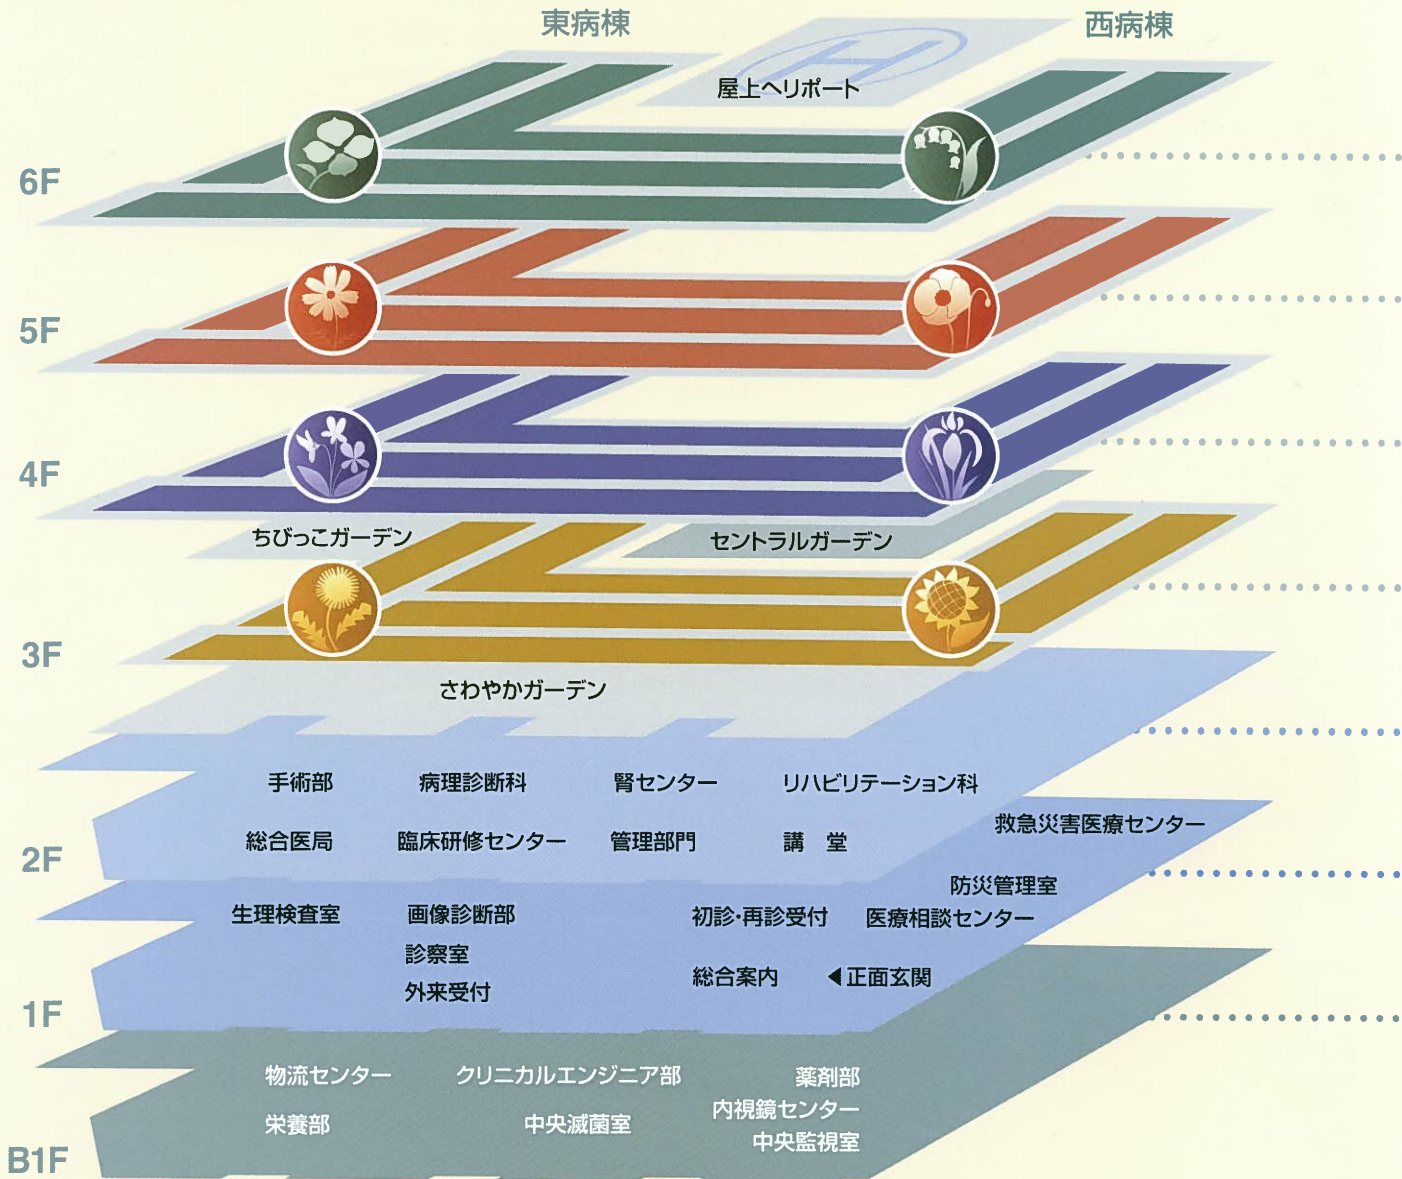 東病棟
西病棟
屋上ヘリポート
6F
5F
4F
ちびっこガーデン
セントラルガーデン
3F
さわやかガーデン
手術部
病理診断科
腎センター
リハビリテーション科
総合医局
臨床研修センター
管理部門
講　堂
救急災害医療センター
2F
防災管理室
生理検査室
画像診断部
初診・再診受付
医療相談センター
診察室
総合案内
◀正面玄関
外来受付
1F
物流センター
クリニカルエンジニア部
薬剤部
内視鏡センター
栄養部
中央滅菌室
中央監視室
B1F